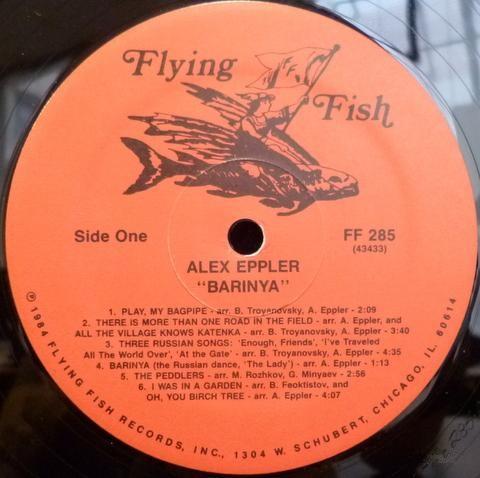 Flying
Fish
Side One
FF 285
(43433)
ALEX EPPLER
"BARINYA"
1. PLAY, MY BAGPIPE - arr. B. Troyanovsky, A. Eppler - 2:09
2. THERE IS MORE THAN ONE ROAD IN THE FIELD - arr. A. Eppler, and
ALL THE VILLAGE KNOWS KATENKA - arr. B. Troyanovsky, A. Eppler - 3:40
3. THREE RUSSIAN SONGS: 'Enough, Friends', 'I've Traveled
All The World Over', 'At the Gate' - arr. B. Troyanovsky, A. Eppler - 4:35
4. BARINYA (the Russian dance, 'The Lady') - arr. A. Eppler - 1:13
5. THE PEDDLERS - arr. M. Rozhkov, G. Minyaev - 2:56
6. I WAS IN A GARDEN - arr. B. Feoktistov, and
OH, YOU BIRCH TREE - arr. A. Eppler - 4:07
℗ 1984 FLYING FISH RECORDS, INC., 1304 W. SCHUBERT, CHICAGO, IL. 60614